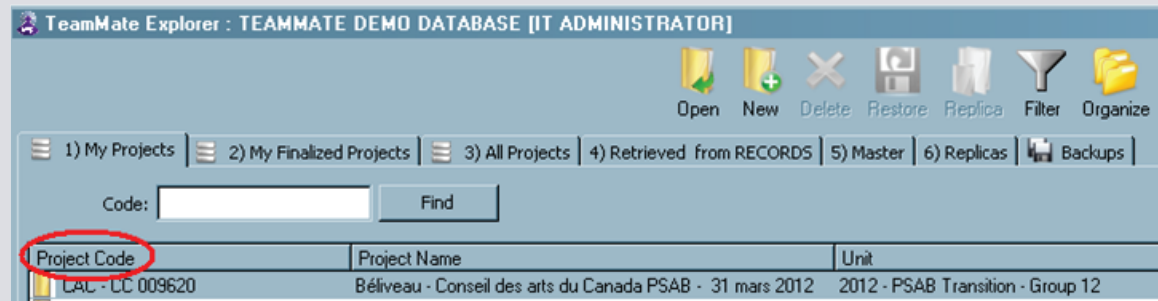 TeamMate Explorer : TEAMMATE DEMO DATABASE [IT ADMINISTRATOR]
Open New Delete Restore Replica Filter Organize
1) My Projects 2) My Finalized Projects 3) All Projects 4) Retrieved from RECORDS 5) Master 6) Replicas Backups
Code: Find
Project Code Project Name Unit
CAC - CC 009620 Béliveau - Conseil des arts du Canada PSAB - 31 mars 2012 2012 - PSAB Transition - Group 12